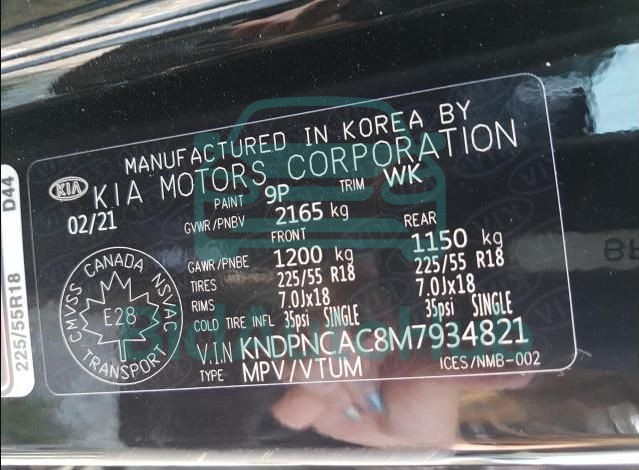 MANUFACTURED IN KOREA BY
KIA KIA MOTORS CORPORATION
02/21 PAINT 9P TRIM WK
GVWR/PNBV 2165 kg
FRONT REAR
GAWR/PNBE 1200 kg 1150 kg
TIRES 225/55 R18 225/55 R18
RIMS 7.0Jx18 7.0Jx18
COLD TIRE INFL 35psi SINGLE 35psi SINGLE
V.I.N KNDPNCAC8M7934821
TYPE MPV/VTUM ICES/NMB-002
CANADA
CMVSS NSVAC
E28
TRANSPORT
225/55R18 D44